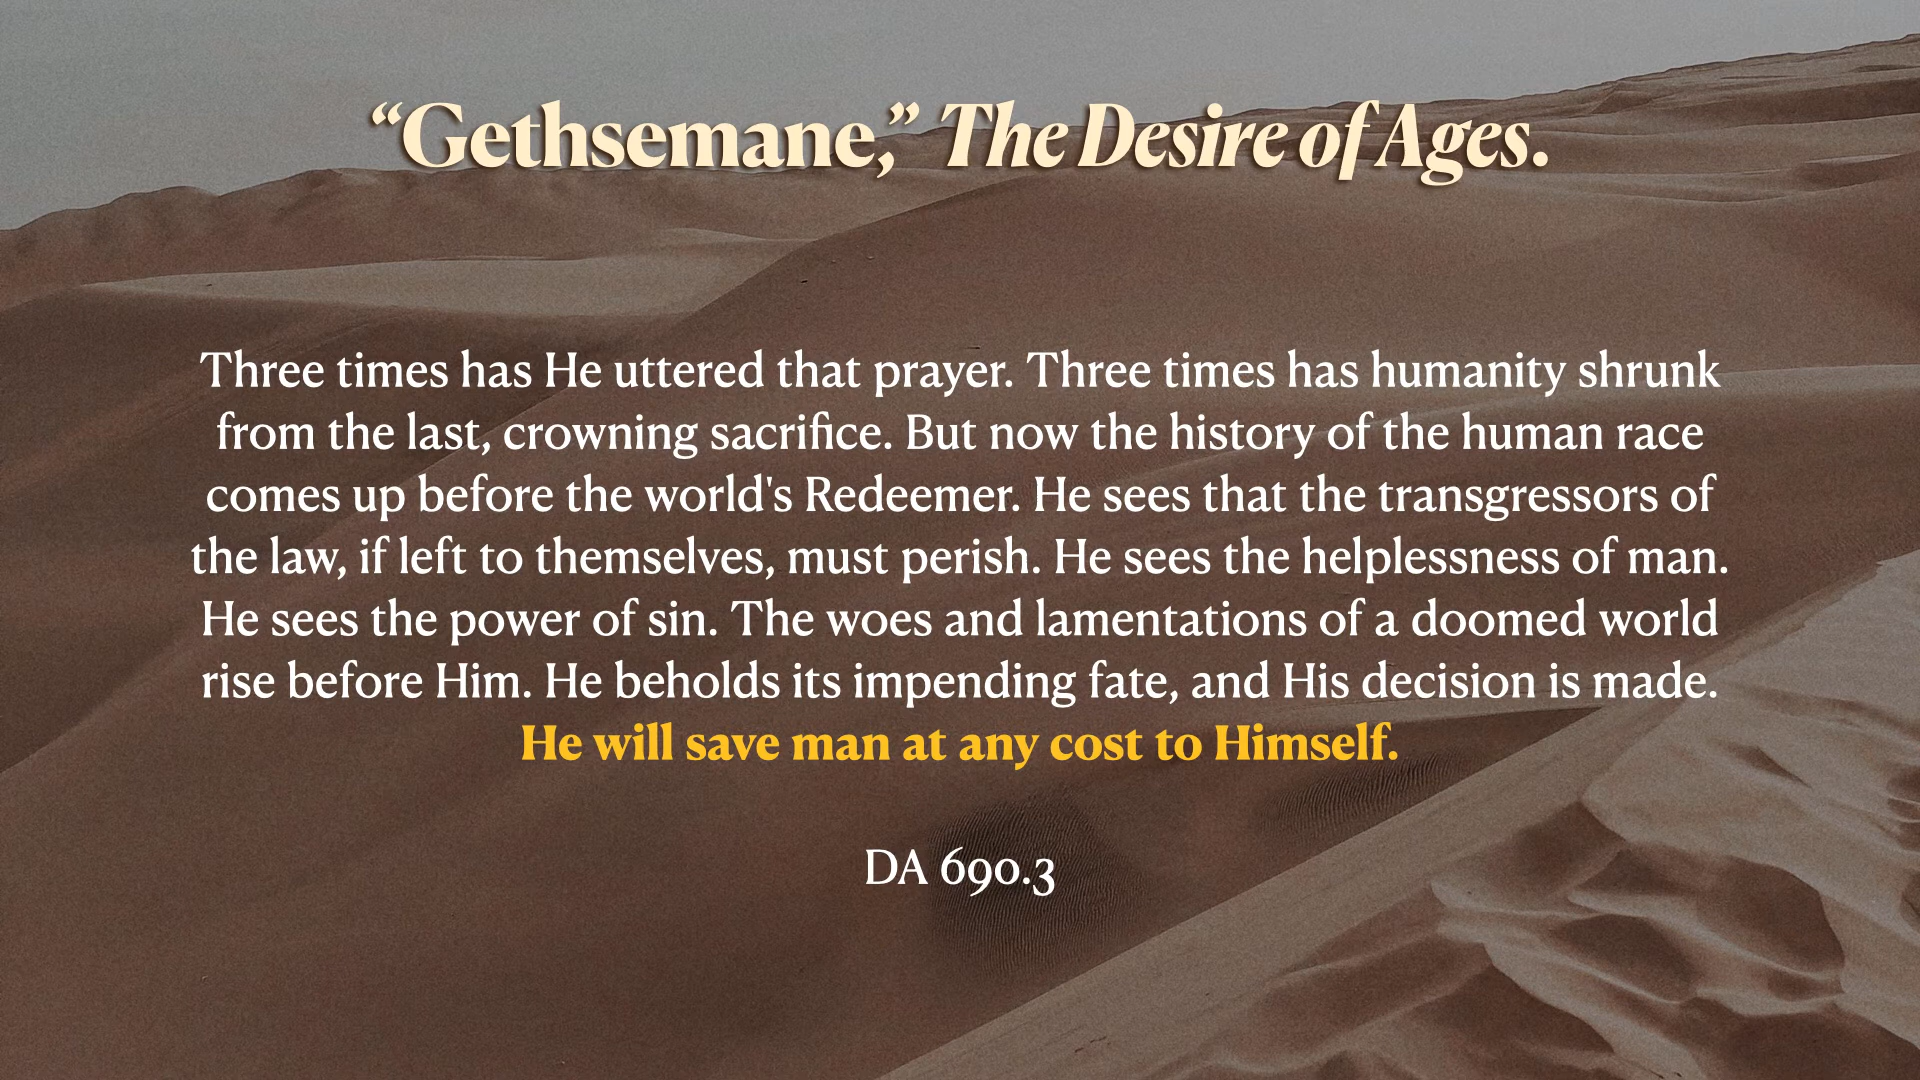 “Gethsemane,” The Desire of Ages.
Three times has He uttered that prayer. Three times has humanity shrunk
from the last, crowning sacrifice. But now the history of the human race
comes up before the world's Redeemer. He sees that the transgressors of
the law, if left to themselves, must perish. He sees the helplessness of man.
He sees the power of sin. The woes and lamentations of a doomed world
rise before Him. He beholds its impending fate, and His decision is made.
He will save man at any cost to Himself.
DA 690.3